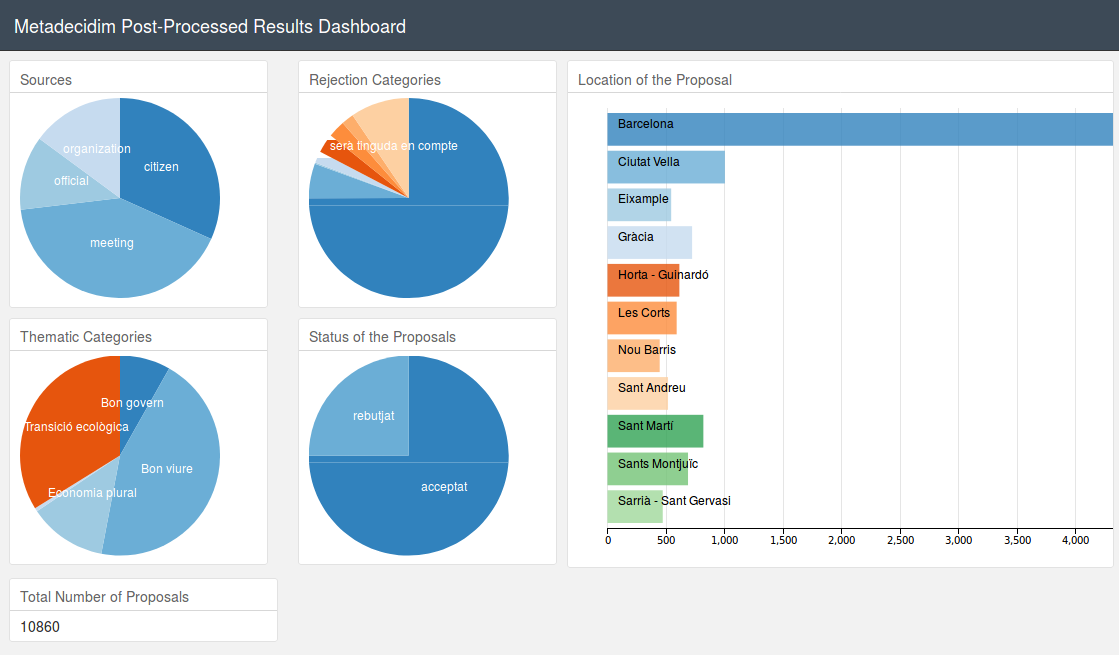 Metadecidim Post-Processed Results Dashboard
Sources
organization
citizen
official
meeting
Rejection Categories
serà tinguda en compte
Location of the Proposal
Barcelona
Ciutat Vella
Eixample
Gràcia
Horta - Guinardó
Les Corts
Nou Barris
Sant Andreu
Sant Martí
Sants Montjuïc
Sarrià - Sant Gervasi
0 500 1,000 1,500 2,000 2,500 3,000 3,500 4,000
Thematic Categories
Bon govern
Transició ecològica
Bon viure
Economia plural
Status of the Proposals
rebutjat
acceptat
Total Number of Proposals
10860